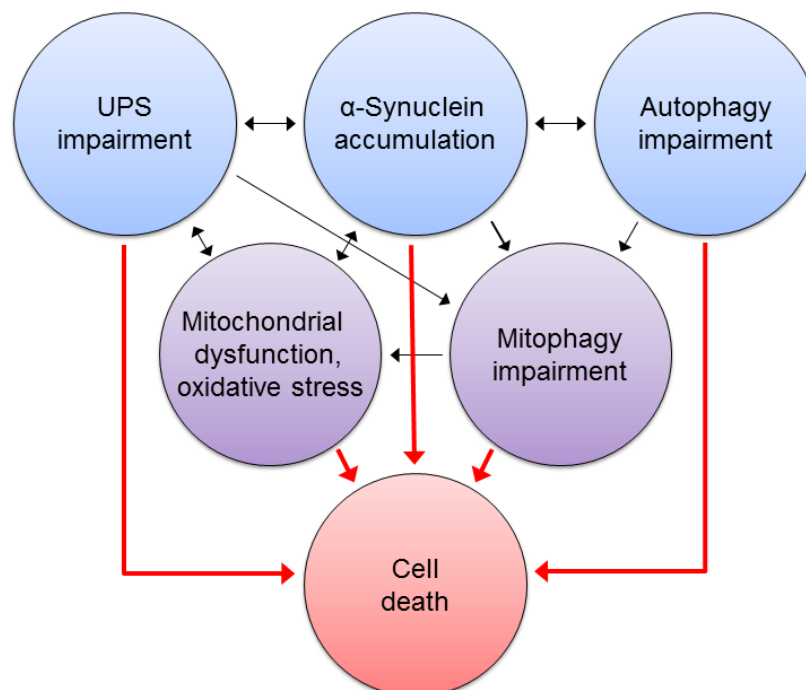 UPS
impairment
α-Synuclein
accumulation
Autophagy
impairment
Mitochondrial
dysfunction,
oxidative stress
Mitophagy
impairment
Cell
death